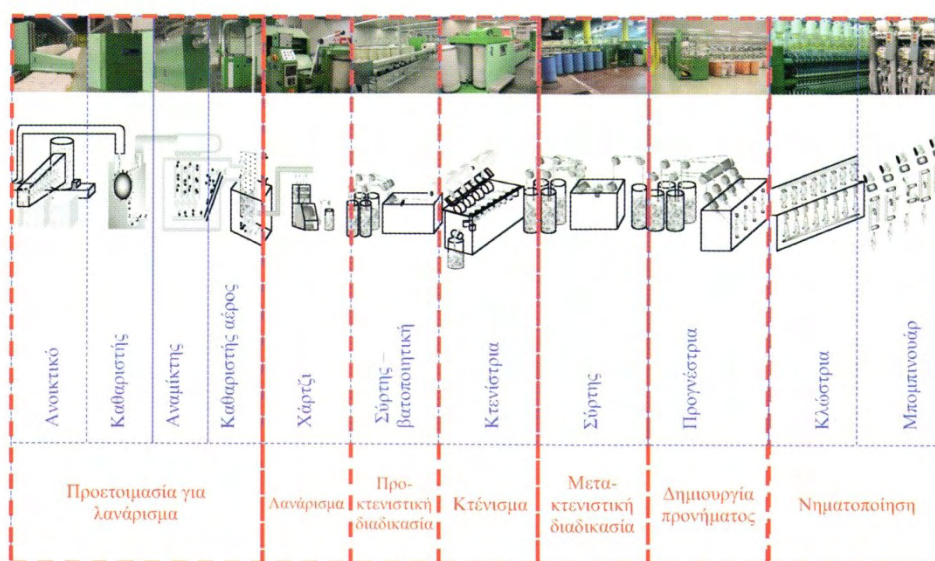 Ανοικτικό
Καθαριστής
Αναμίκτης
Καθαριστής αέρος
Χάρτζι
Σύρτης –
βατοποιητική
Κτενίστρια
Σύρτης
Προγνέστρια
Κλώστρια
Μπομπινουάρ
Προετοιμασία για
λανάρισμα
Λανάρισμα
Προ-
κτενιστική
διαδικασία
Κτένισμα
Μετα-
κτενιστική
διαδικασία
Δημιουργία
προνήματος
Νηματοποίηση